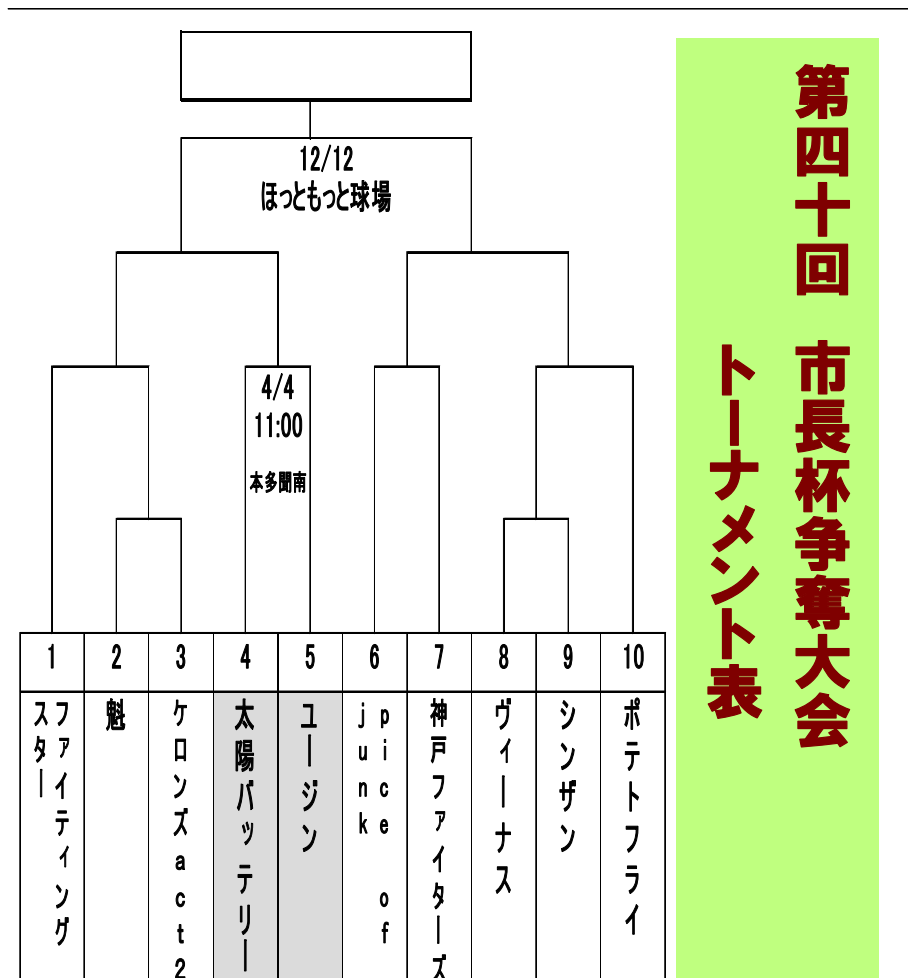 第四十回 市長杯争奪大会
トーナメント表
12/12
ほっともっと球場
4/4
11:00
本多聞南
1
2
3
4
5
6
7
8
9
10
ファイティング
スター
魁
ケロンズact2
太陽バッテリー
ユージン
pice of
junk
神戸ファイターズ
ヴィーナス
シンザン
ポテトフライ